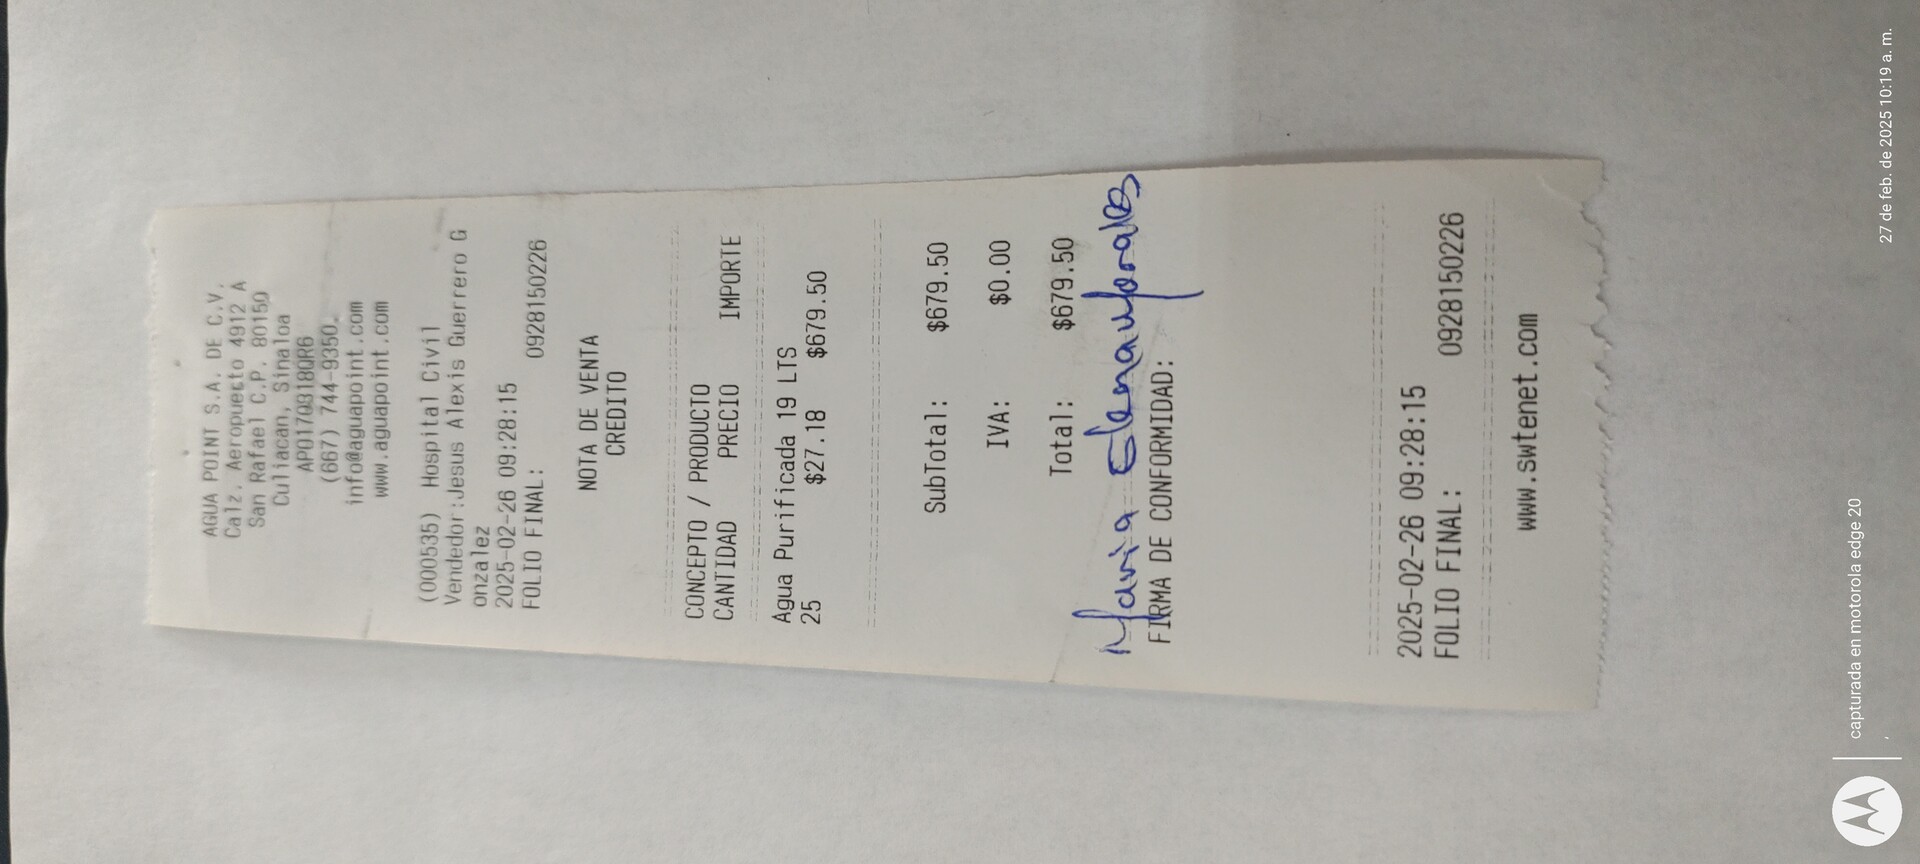 AGUA POINT S.A. DE C.V.
Calz. Aeropuerto 4912 A
San Rafael C.P. 80150
Culiacan, Sinaloa
APO170318QR6
(667) 744-9350
info@aguapoint.com
www.aguapoint.com
(000535) Hospital Civil
Vendedor:Jesus Alexis Guerrero G
onzalez
2025-02-26 09:28:15
FOLIO FINAL: 0928150226
NOTA DE VENTA
CREDITO
CONCEPTO / PRODUCTO
CANTIDAD PRECIO IMPORTE
Agua Purificada 19 LTS
25 $27.18 $679.50
SubTotal: $679.50
IVA: $0.00
Total: $679.50
Maria Elena Morales
FIRMA DE CONFORMIDAD:
2025-02-26 09:28:15
FOLIO FINAL: 0928150226
www.swtenet.com
capturada en motorola edge 20
27 de feb. de 2025 10:19 a. m.